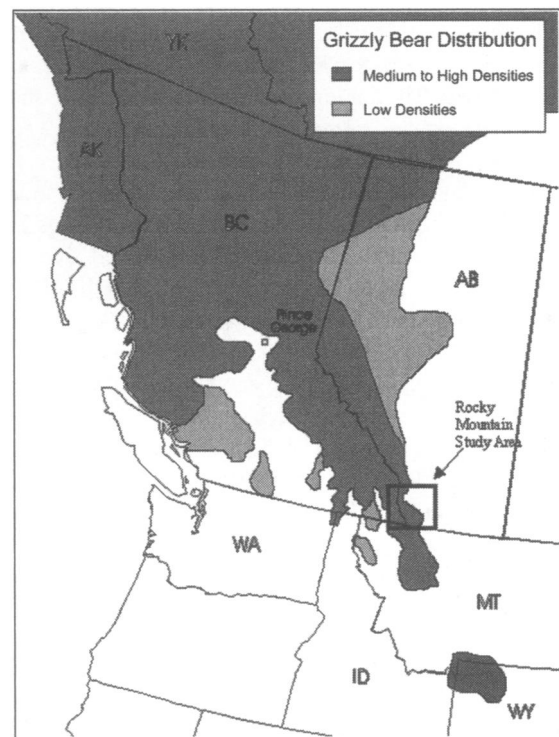 Grizzly Bear Distribution
Medium to High Densities
Low Densities
YK
AK
BC
AB
Prince
George
Rocky
Mountain
Study Area
WA
MT
ID
WY